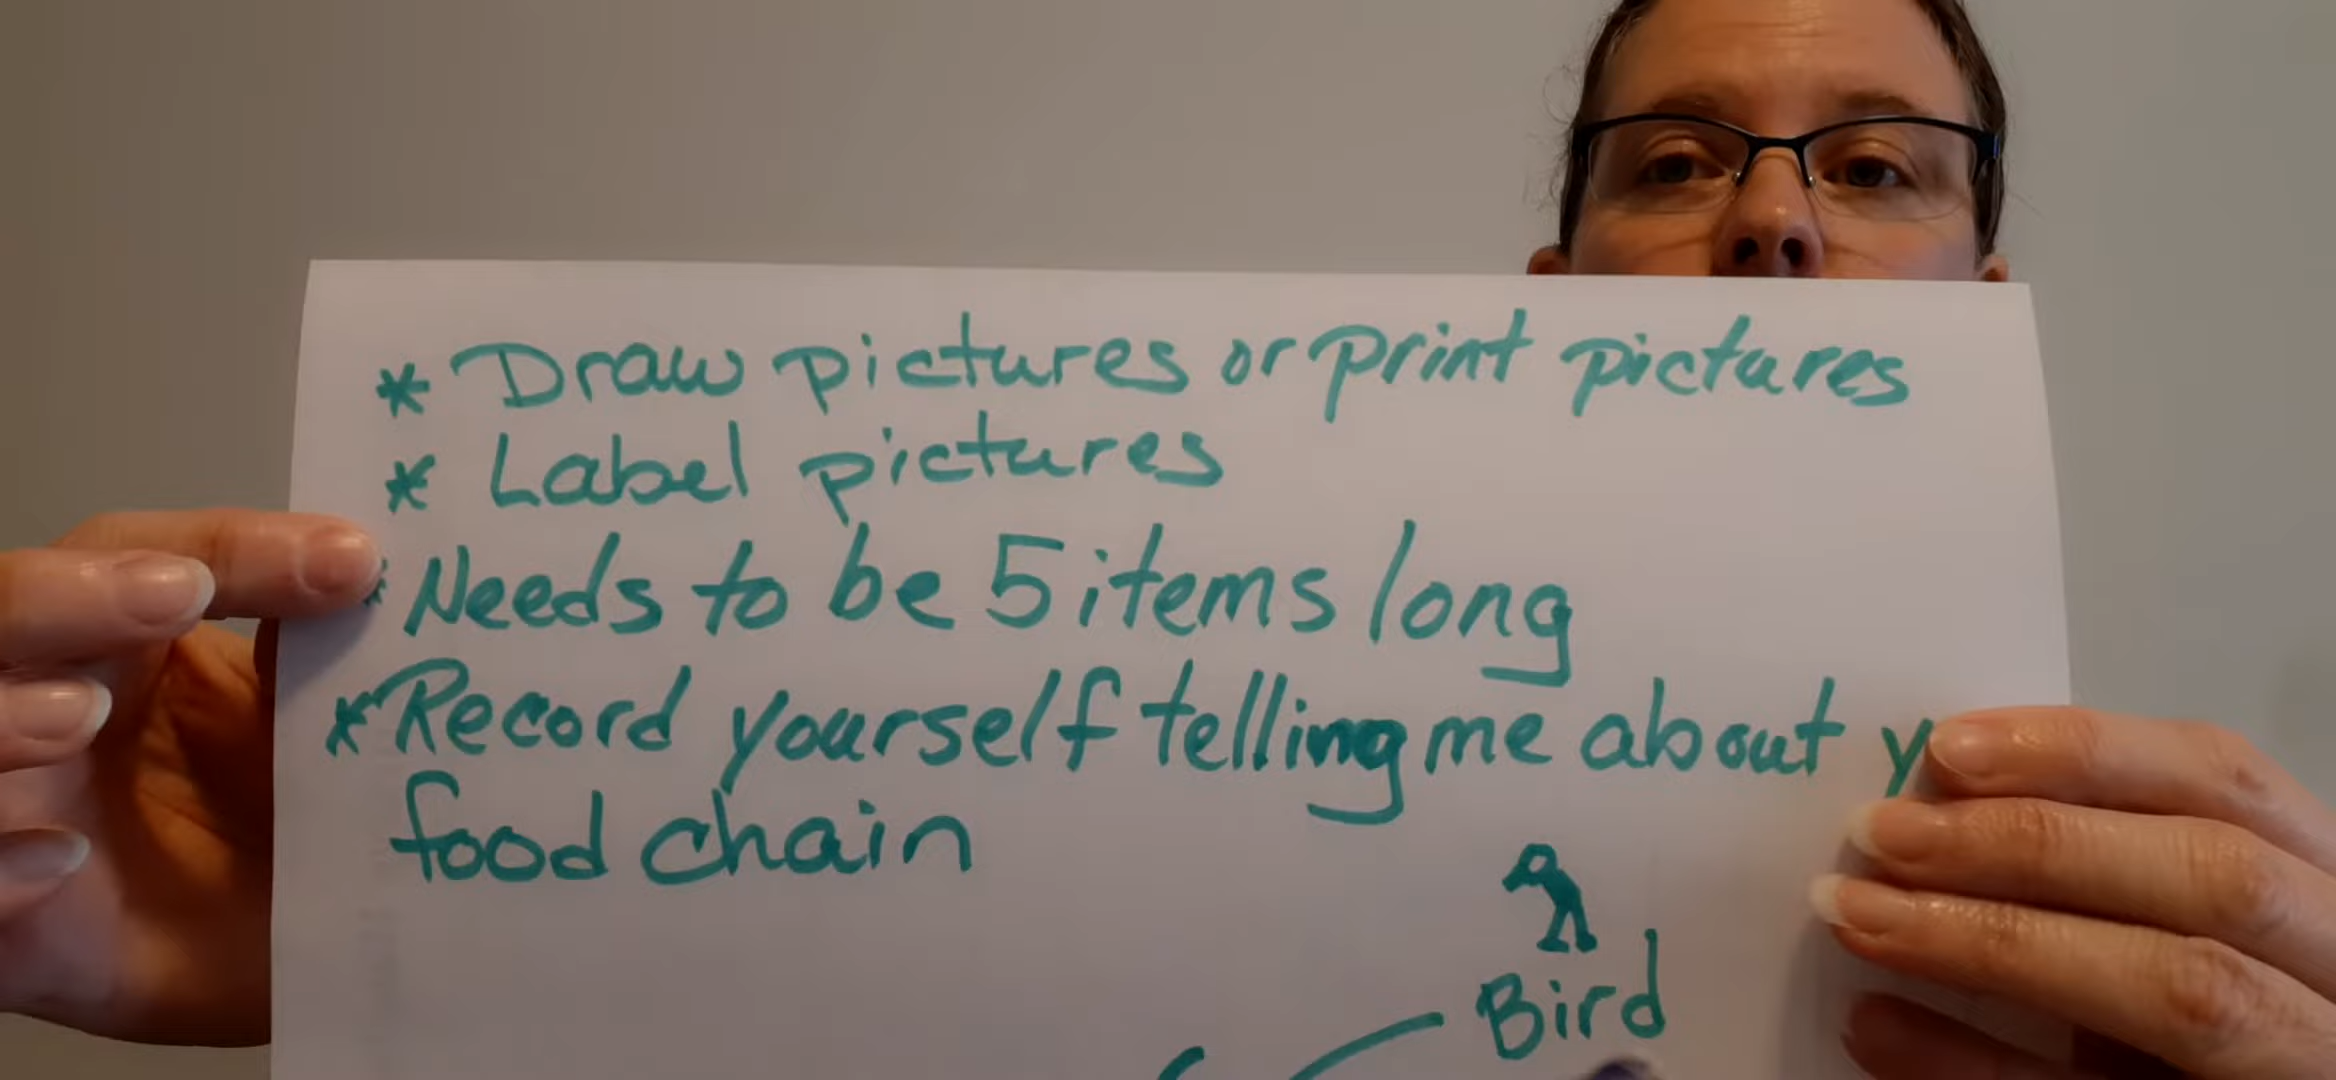 * Draw pictures or print pictures
* Label pictures
* Needs to be 5 items long
* Record yourself telling me about
food chain
Bird